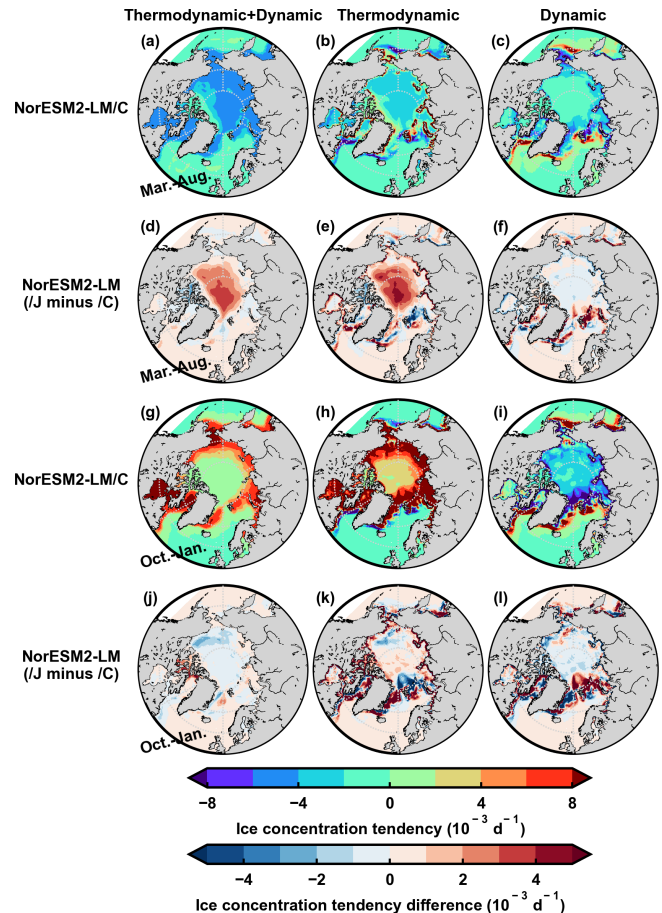 Thermodynamic+Dynamic Thermodynamic Dynamic
(a) (b) (c)
NorESM2-LM/C
Mar.-Aug.
(d) (e) (f)
NorESM2-LM
(/J minus /C)
Mar.-Aug.
(g) (h) (i)
NorESM2-LM/C
Oct.-Jan.
(j) (k) (l)
NorESM2-LM
(/J minus /C)
Oct.-Jan.
−8 −4 0 4 8
Ice concentration tendency (10⁻³ d⁻¹)
−4 −2 0 2 4
Ice concentration tendency difference (10⁻³ d⁻¹)